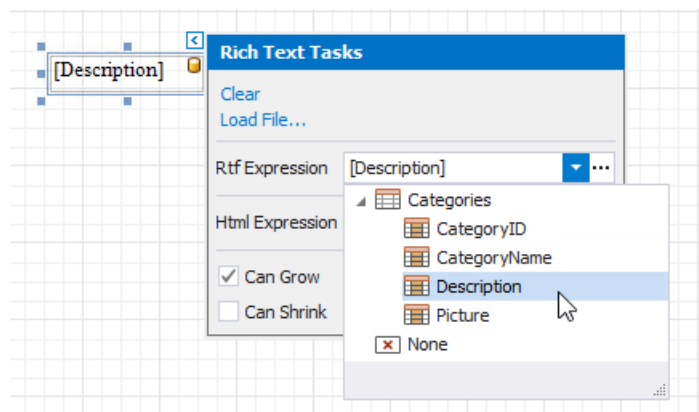 [Description]
Rich Text Tasks
Clear
Load File...
Rtf Expression [Description] ...
Html Expression
Can Grow
Can Shrink
Categories
CategoryID
CategoryName
Description
Picture
None